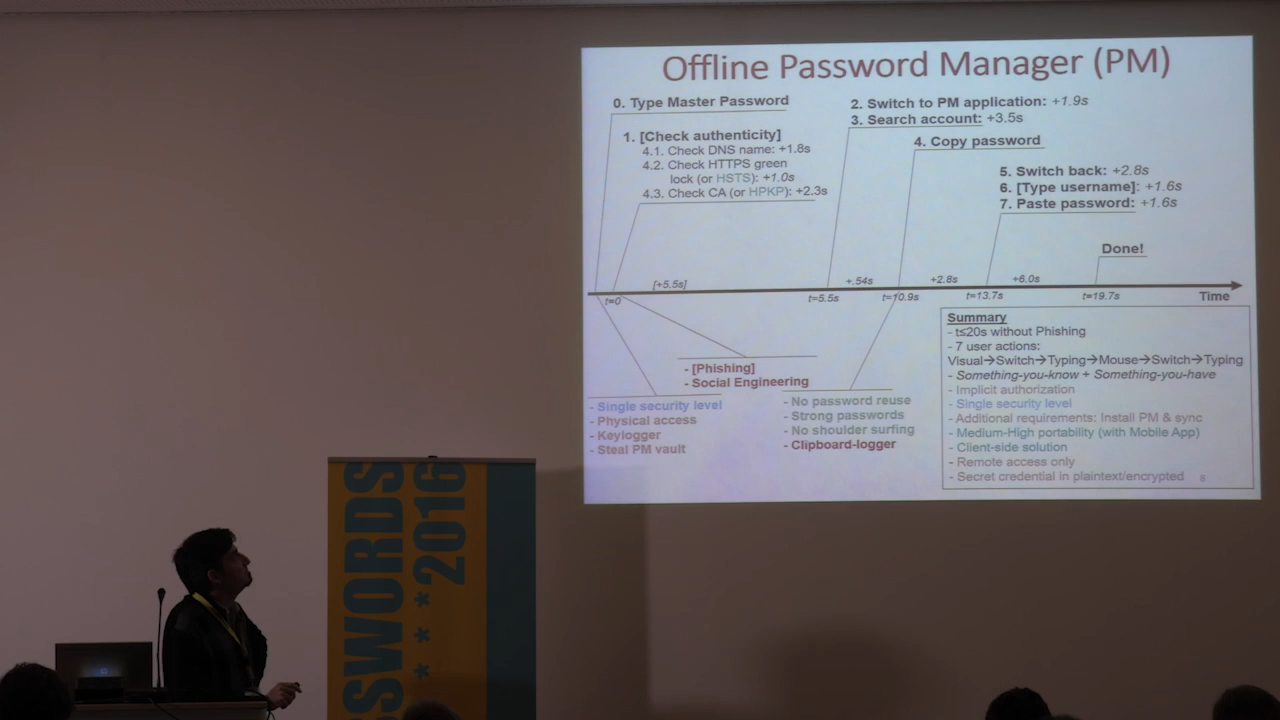 Offline Password Manager (PM)
0. Type Master Password
1. [Check authenticity]
4.1. Check DNS name: +1.8s
4.2. Check HTTPS green
lock (or HSTS): +1.0s
4.3. Check CA (or HPKP): +2.3s
2. Switch to PM application: +1.9s
3. Search account: +3.5s
4. Copy password
5. Switch back: +2.8s
6. [Type username]: +1.6s
7. Paste password: +1.6s
Done!
[+5.5s]
+.54s
+2.8s
+6.0s
t=0
t=5.5s
t=10.9s
t=13.7s
t=19.7s
Time
- [Phishing]
- Social Engineering
- Single security level
- Physical access
- Keylogger
- Steal PM vault
- No password reuse
- Strong passwords
- No shoulder surfing
- Clipboard-logger
Summary
- t≤20s without Phishing
- 7 user actions:
Visual→Switch→Typing→Mouse→Switch→Typing
- Something-you-know + Something-you-have
- Implicit authorization
- Single security level
- Additional requirements: Install PM & sync
- Medium-High portability (with Mobile App)
- Client-side solution
- Remote access only
- Secret credential in plaintext/encrypted
8
SSWORDS
* * * *2016